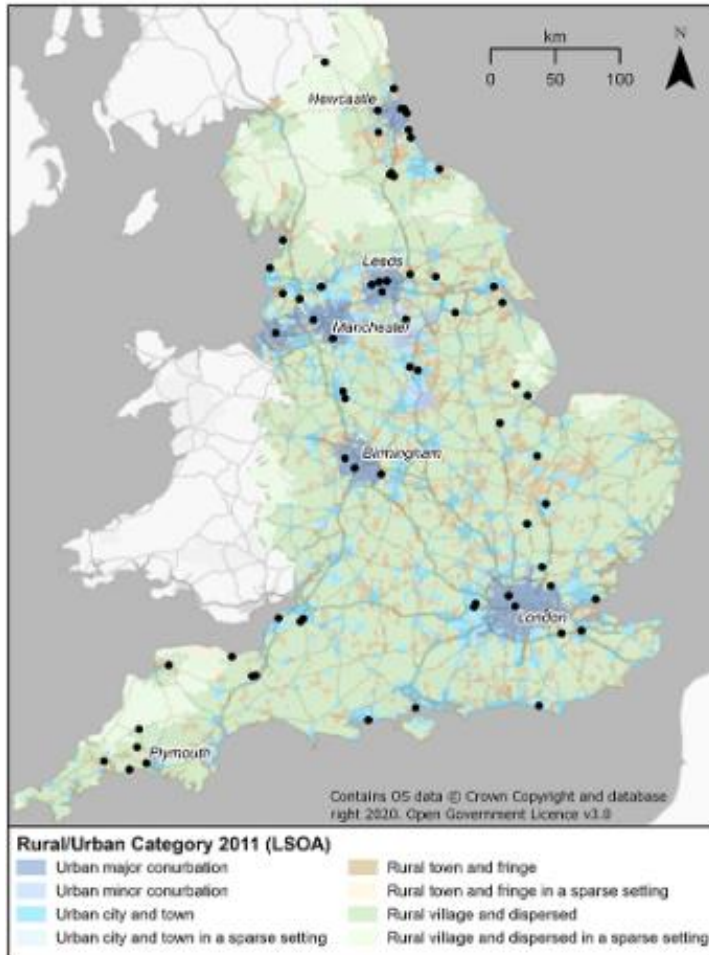 km
N
0 50 100
Newcastle
Leeds
Manchester
Birmingham
London
Plymouth
Contains OS data © Crown Copyright and database
right 2020. Open Government Licence v3.0
Rural/Urban Category 2011 (LSOA)
Urban major conurbation
Urban minor conurbation
Urban city and town
Urban city and town in a sparse setting
Rural town and fringe
Rural town and fringe in a sparse setting
Rural village and dispersed
Rural village and dispersed in a sparse setting